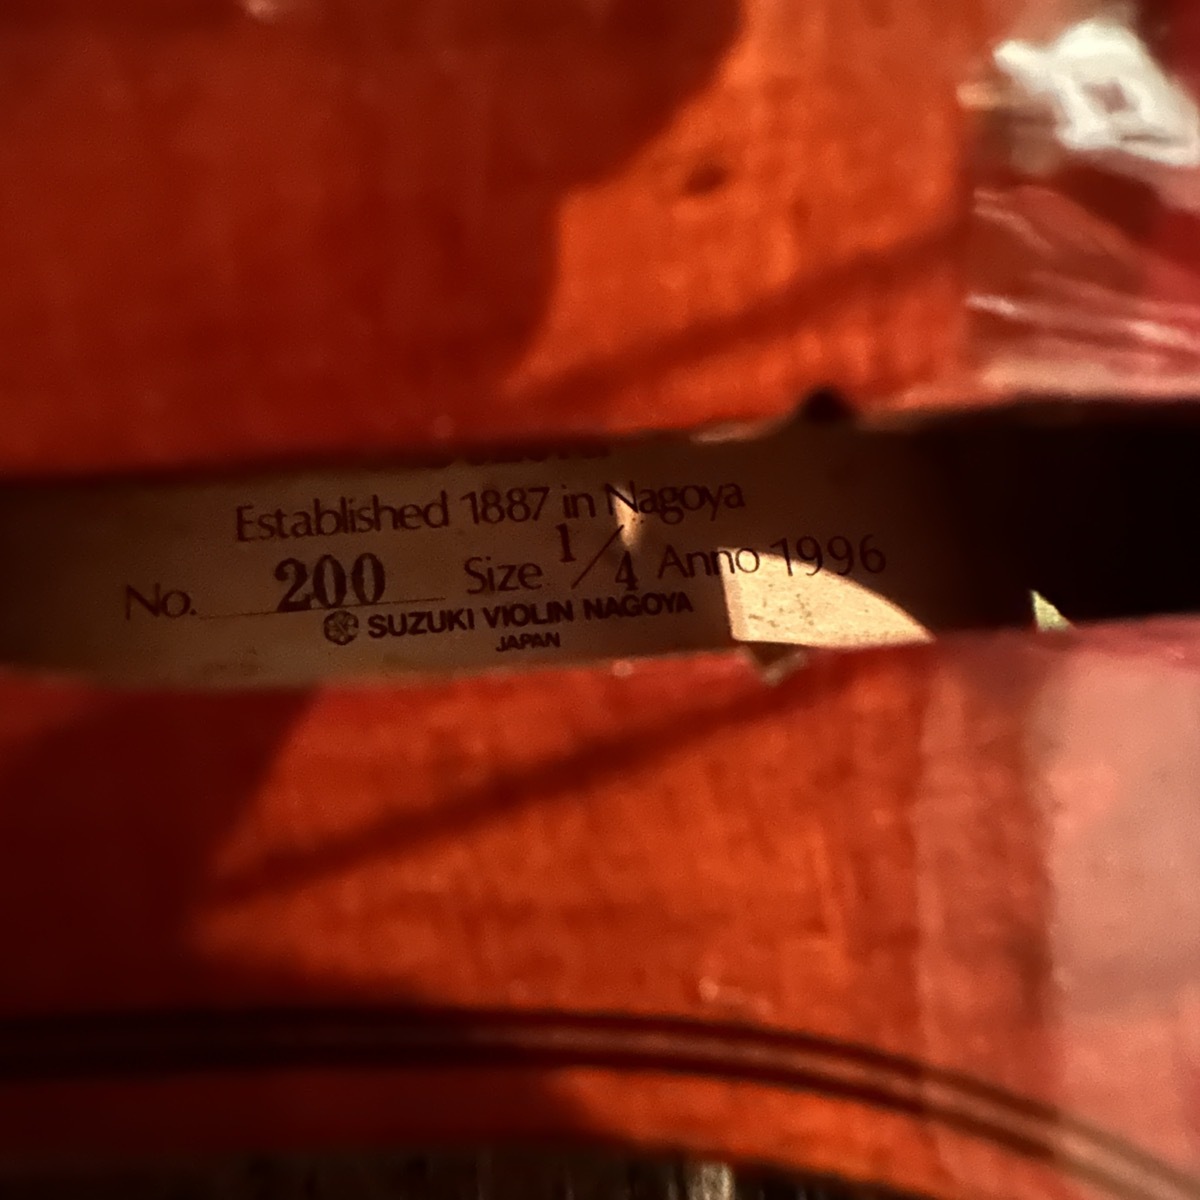 Established 1887 in Nagoya
No. 200 Size 1/4 Anno 1996
SUZUKI VIOLIN NAGOYA
JAPAN